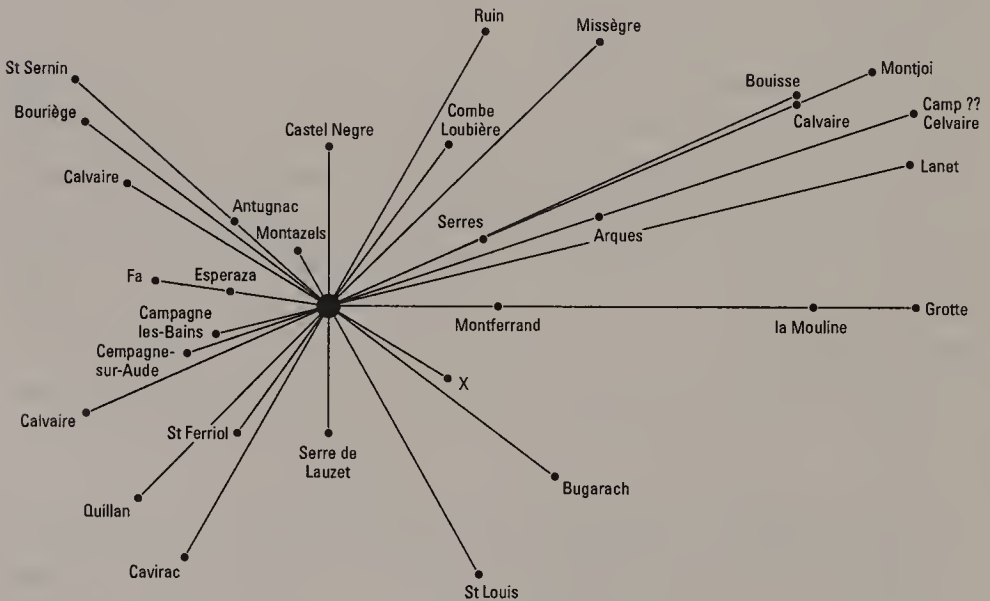 Ruin
Missègre
St Sernin
Montjoi
Bouisse
Bouriège
Combe
Loubière
Camp ??
Celvaire
Calvaire
Castel Negre
Lanet
Calvaire
Antugnac
Serres
Montazels
Arques
Fa
Esperaza
Campagne
les-Bains
Montferrand
la Mouline
Grotte
Cempagne-
sur-Aude
X
Calvaire
St Ferriol
Serre de
Lauzet
Bugarach
Quillan
Cavirac
St Louis